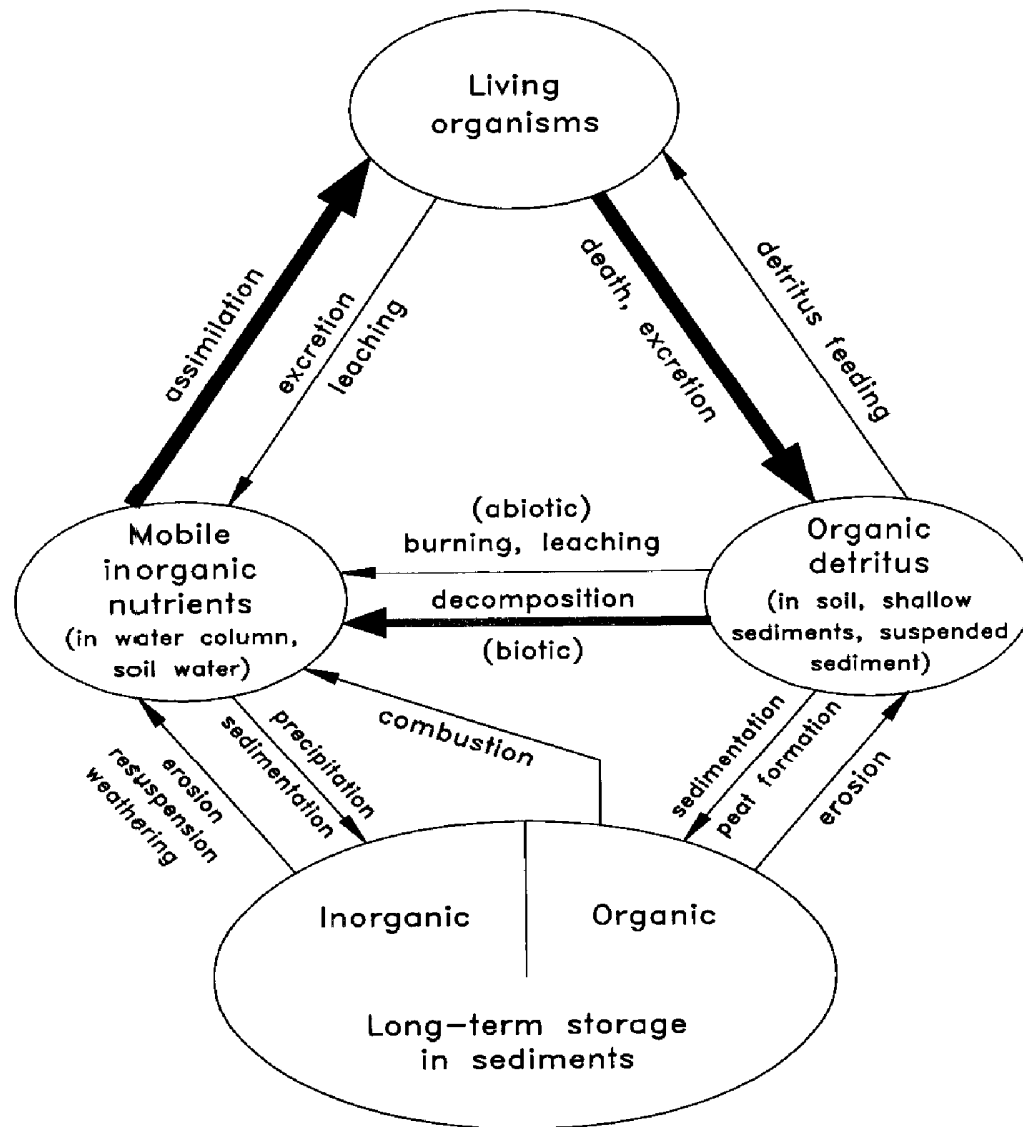 Living
organisms
assimilation
excretion
leaching
death, excretion
detritus feeding
Mobile
inorganic
nutrients
(in water column,
soil water)
(abiotic)
burning, leaching
decomposition
(biotic)
Organic
detritus
(in soil, shallow
sediments, suspended
sediment)
erosion
resuspension
weathering
precipitation
sedimentation
combustion
sedimentation
peat formation
erosion
Inorganic
Organic
Long-term storage
in sediments